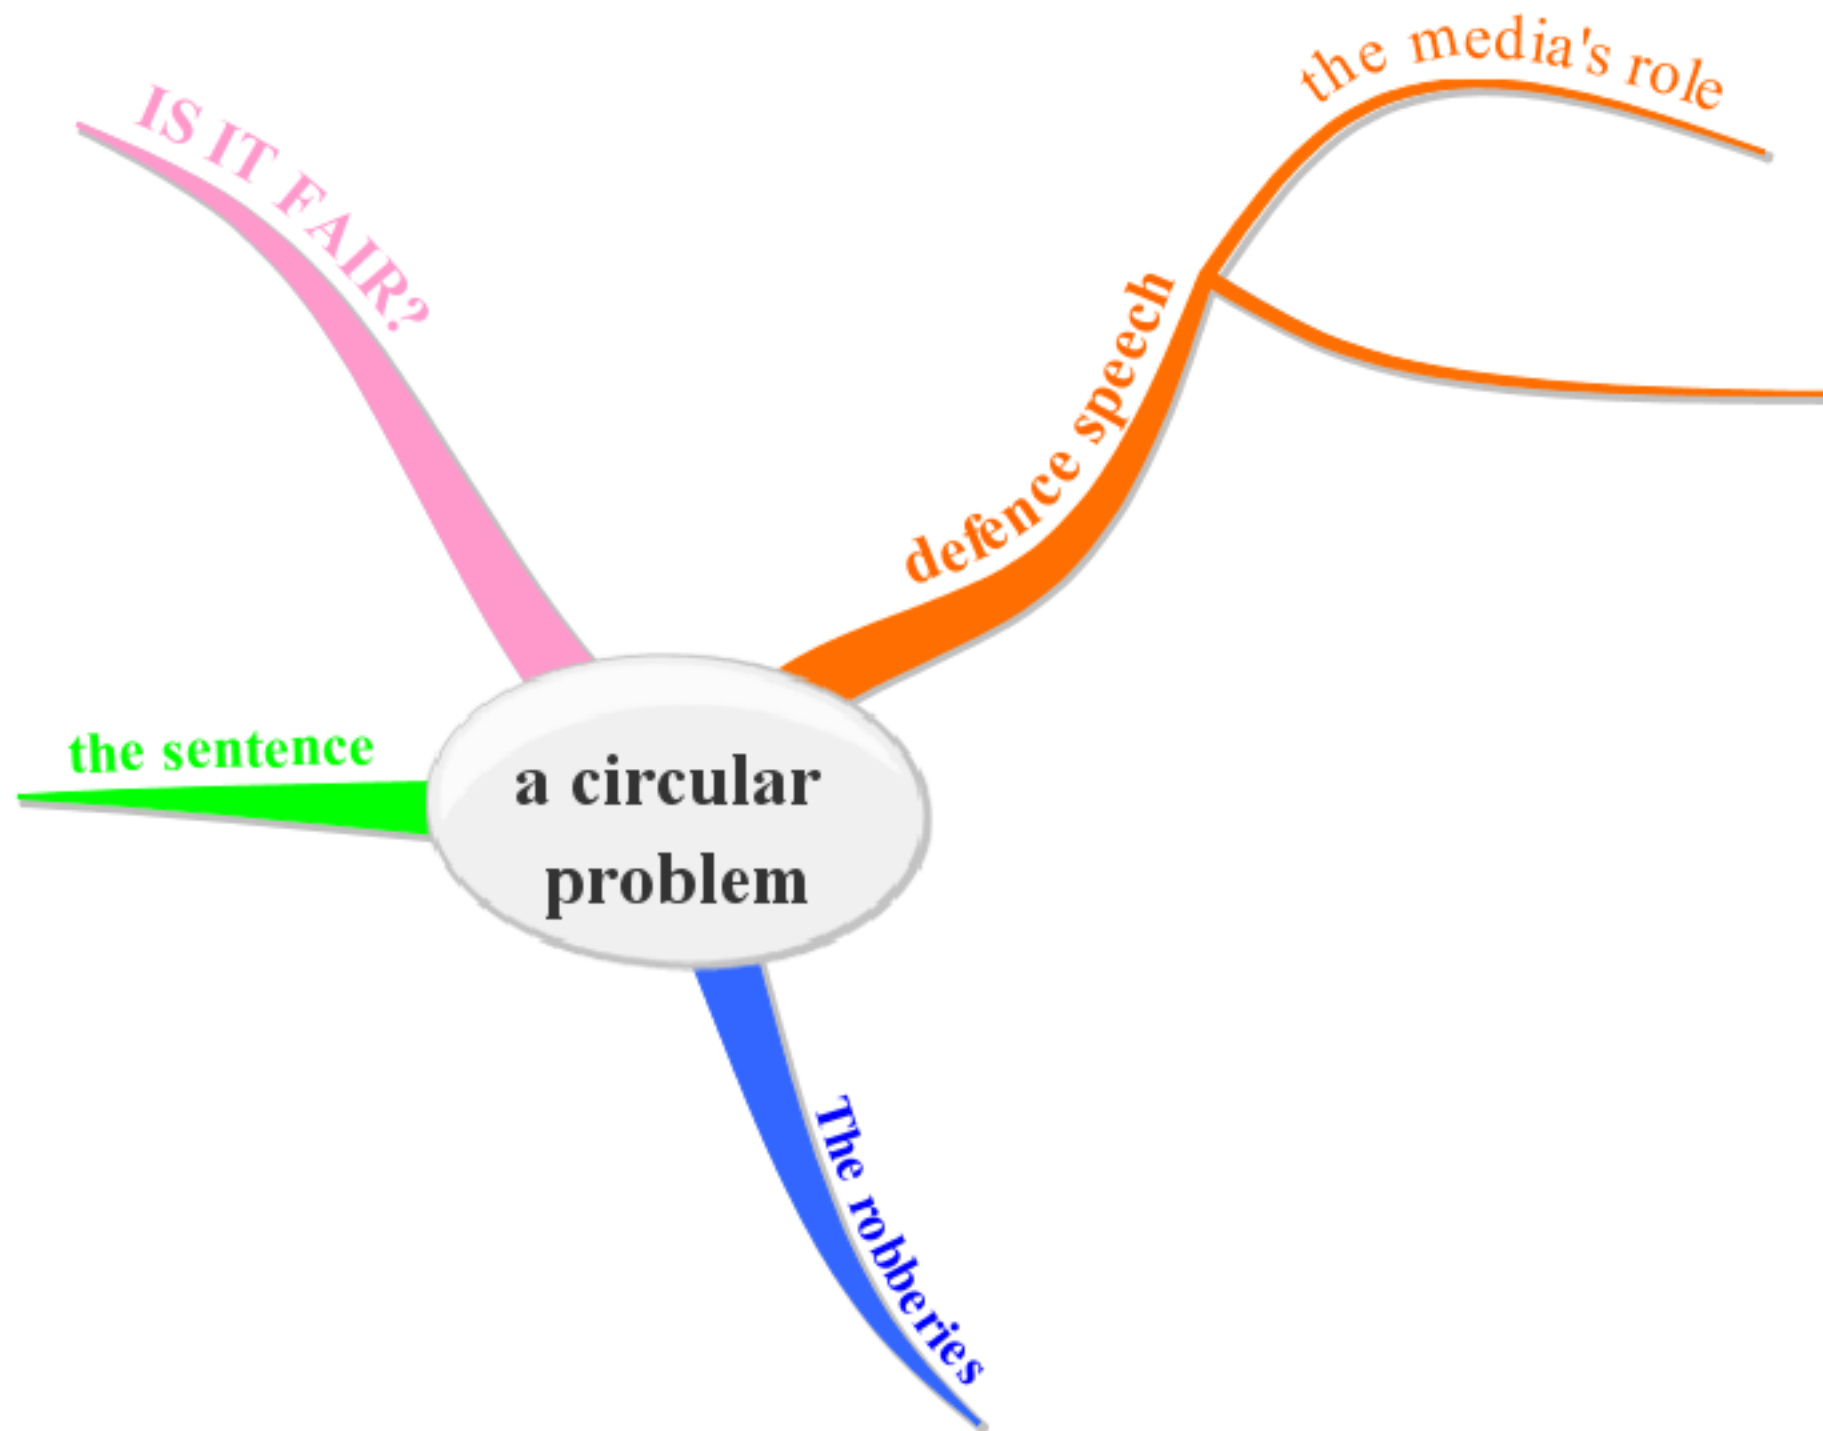 the media's role
IS IT FAIR?
defence speech
the sentence
a circular
problem
The robberies